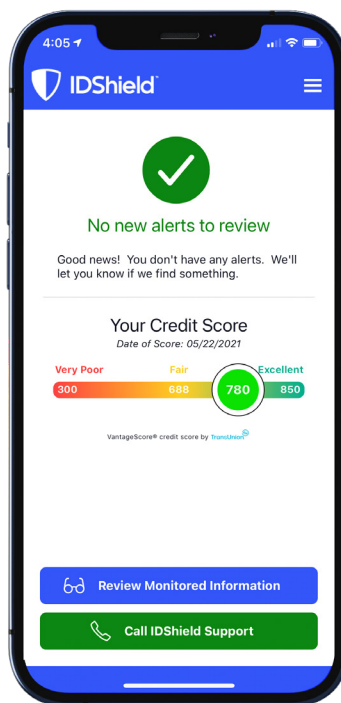 4:05
IDShield
No new alerts to review
Good news!  You don't have any alerts.  We'll
let you know if we find something.
Your Credit Score
Date of Score: 05/22/2021
Very Poor Fair Excellent
300 688 780 850
VantageScore® credit score by TransUnion
Review Monitored Information
Call IDShield Support